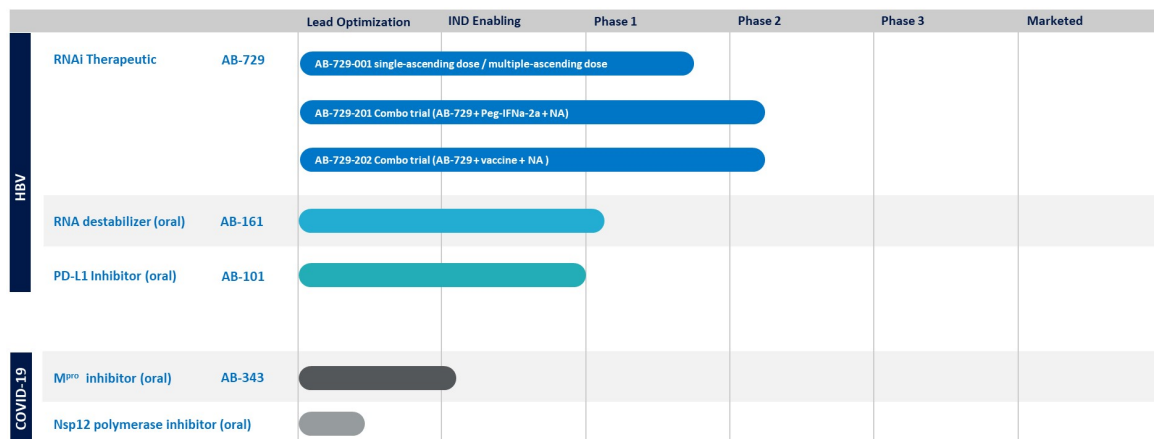 Lead Optimization IND Enabling Phase 1 Phase 2 Phase 3 Marketed
HBV
RNAi Therapeutic AB-729 AB-729-001 single-ascending dose / multiple-ascending dose
AB-729-201 Combo trial (AB-729 + Peg-IFNa-2a + NA)
AB-729-202 Combo trial (AB-729 + vaccine + NA )
RNA destabilizer (oral) AB-161
PD-L1 Inhibitor (oral) AB-101
COVID-19
Mᵖʳᵒ inhibitor (oral) AB-343
Nsp12 polymerase inhibitor (oral)